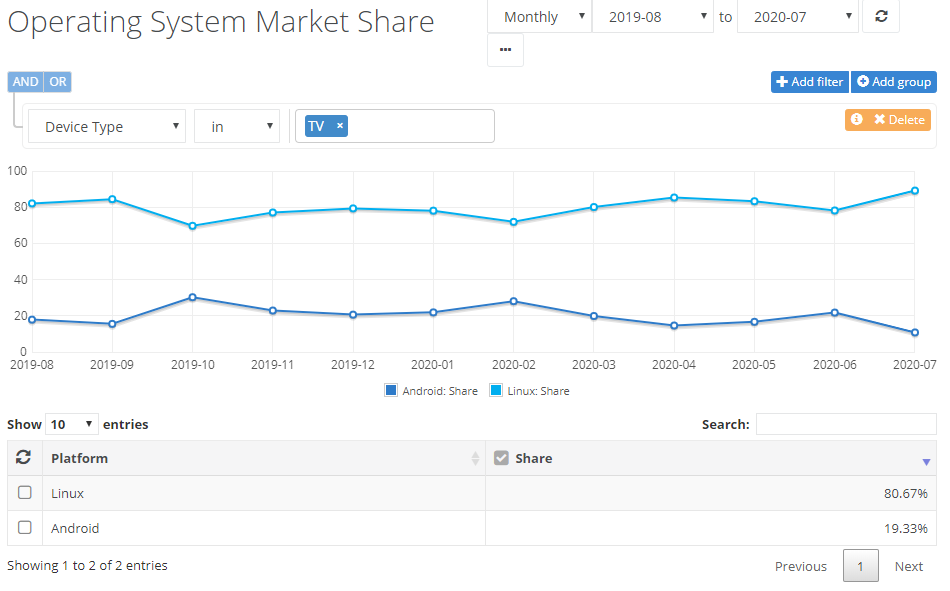 Operating System Market Share
Monthly 2019-08 to 2020-07
...
AND OR
Add filter Add group
Device Type in TV × Delete
100
80
60
40
20
0
2019-08 2019-09 2019-10 2019-11 2019-12 2020-01 2020-02 2020-03 2020-04 2020-05 2020-06 2020-07
Android: Share Linux: Share
Show 10 entries Search:
Platform Share
Linux 80.67%
Android 19.33%
Showing 1 to 2 of 2 entries Previous 1 Next